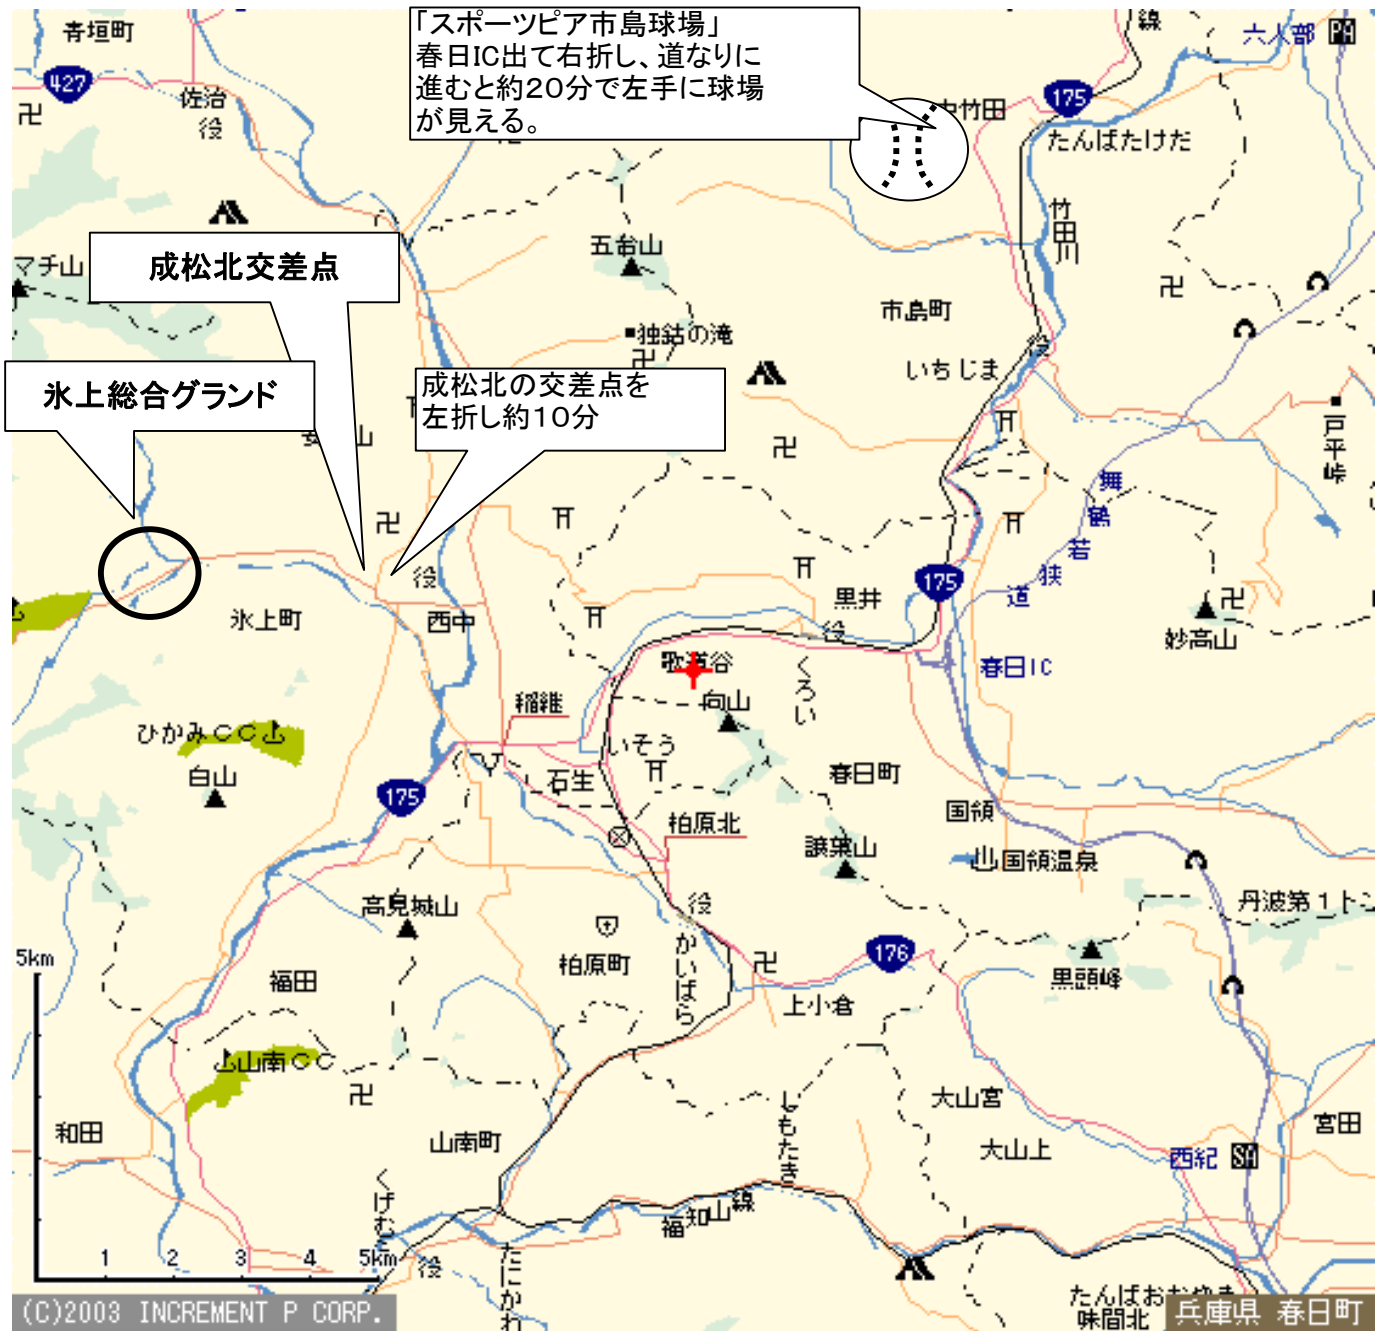 青垣町
427
佐治
役
「スポーツピア市島球場」
春日IC出て右折し、道なりに
進むと約20分で左手に球場
が見える。
線
六人部
PA
175
中竹田
たんばたけだ
竹田川
マチ山
成松北交差点
五台山
市島町
独鈷の滝
役
いちじま
氷上総合グランド
成松北の交差点を
左折し約10分
山
戸平峠
舞鶴若狭道
役
氷上町
西中
175
黒井
役
妙高山
歌道谷
くろい
春日IC
向山
稲継
ひかみCC
いそう
白山
石生
春日町
175
国領
柏原北
譲葉山
国領温泉
高見城山
役
丹波第1トン
かいばら
5km
福田
柏原町
176
黒頭峰
上小倉
山南CC
大山宮
しもたき
和田
山南町
宮田
大山上
西紀
SA
くげむ
福知山線
1 2 3 4 5km
役
たにかわ
味間北
(C)2003 INCREMENT P CORP.
兵庫県 春日町